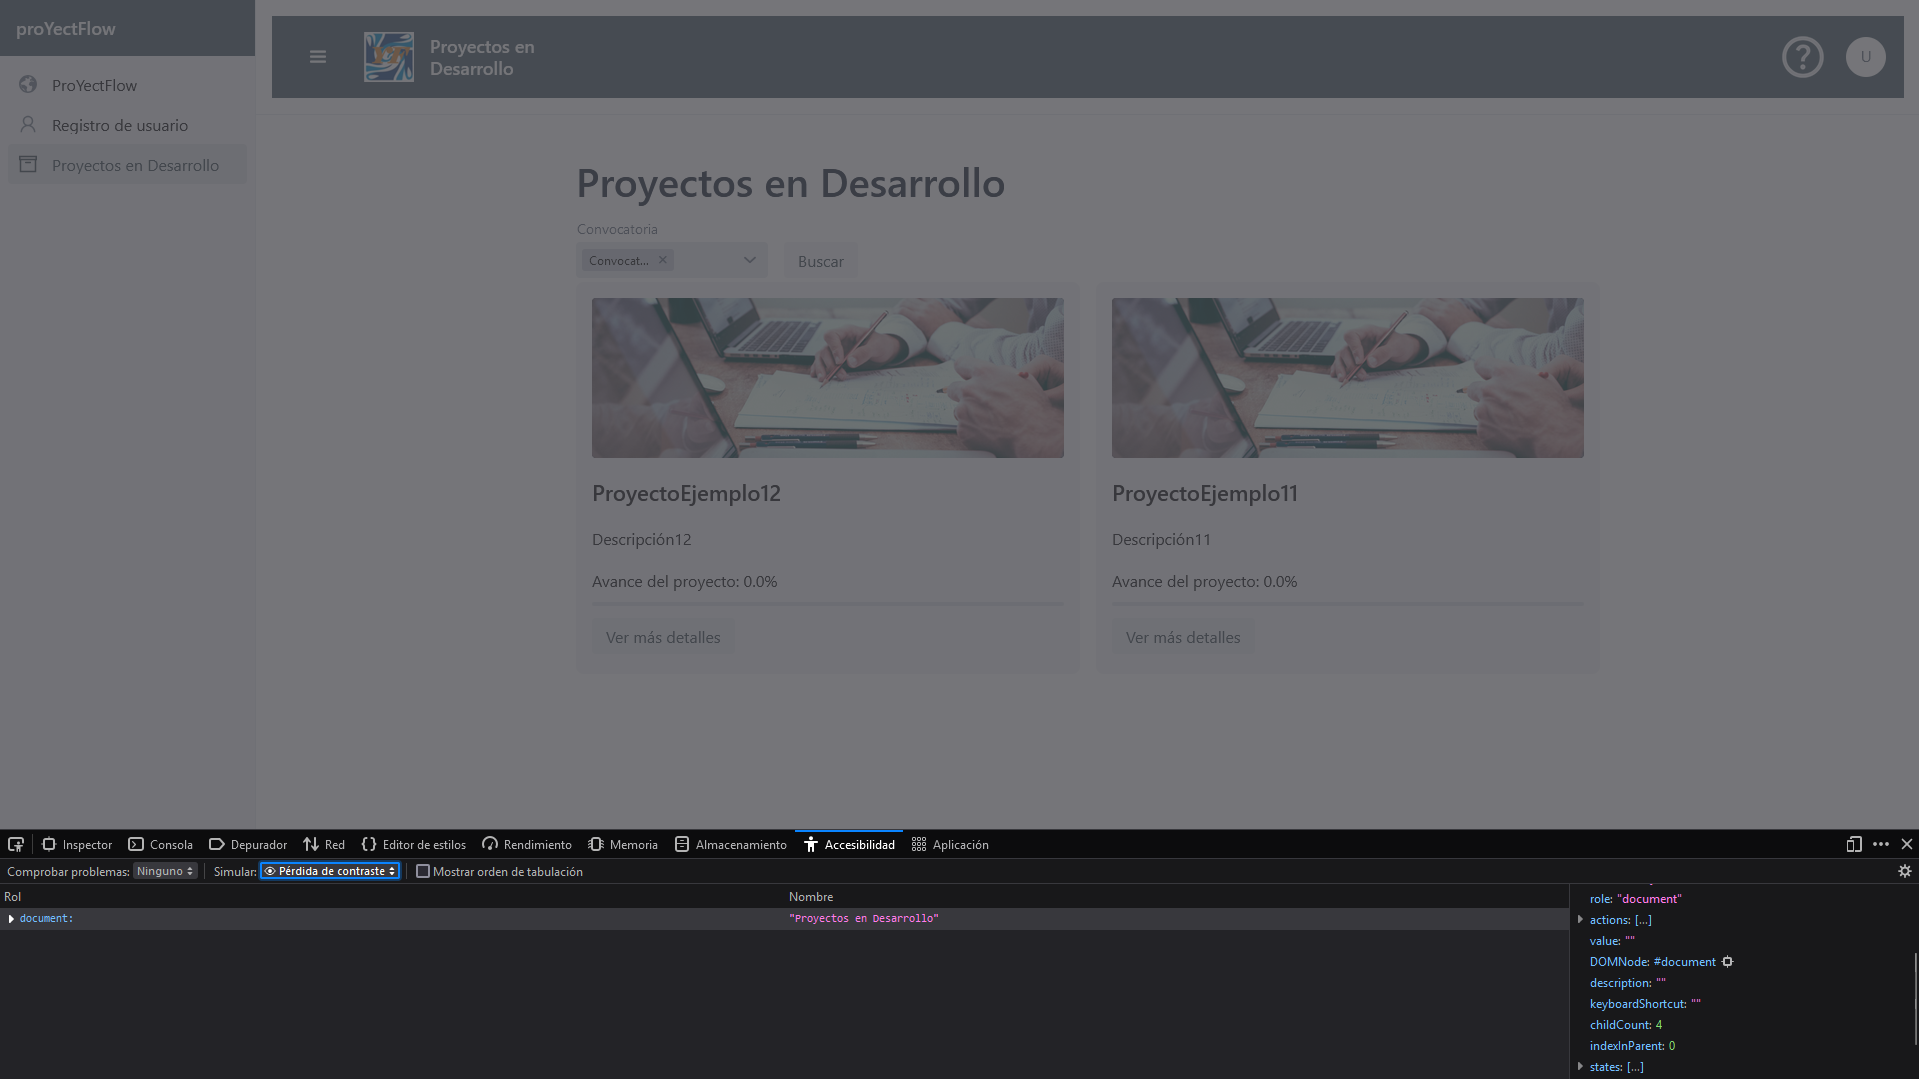 proYectFlow
ProYectFlow
Registro de usuario
Proyectos en Desarrollo
Proyectos en
Desarrollo
U
Proyectos en Desarrollo
Convocatoria
Convocat...
Buscar
ProyectoEjemplo12
Descripción12
Avance del proyecto: 0.0%
Ver más detalles
ProyectoEjemplo11
Descripción11
Avance del proyecto: 0.0%
Ver más detalles
Inspector Consola Depurador Red Editor de estilos Rendimiento Memoria Almacenamiento Accesibilidad Aplicación
Comprobar problemas: Ninguno Simular: Pérdida de contraste Mostrar orden de tabulación
Rol Nombre
document: "Proyectos en Desarrollo"
role: "document"
actions: [...]
value: ""
DOMNode: #document
description: ""
keyboardShortcut: ""
childCount: 4
indexInParent: 0
states: [...]